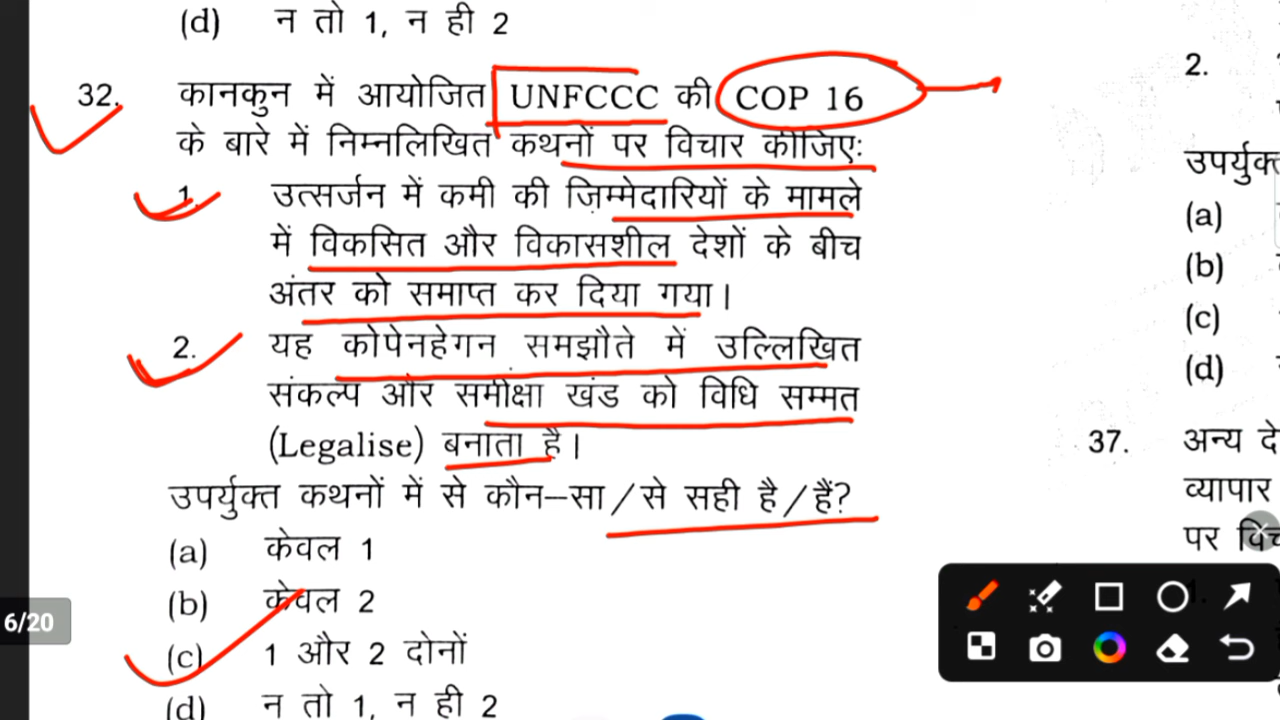 (d) न तो 1, न ही 2
32. कानकुन में आयोजित UNFCCC की COP 16
के बारे में निम्नलिखित कथनों पर विचार कीजिएः
1. उत्सर्जन में कमी की ज़िम्मेदारियों के मामले
में विकसित और विकासशील देशों के बीच
अंतर को समाप्त कर दिया गया।
2. यह कोपेनहेगन समझौते में उल्लिखित
संकल्प और समीक्षा खंड को विधि सम्मत
(Legalise) बनाता है।
उपर्युक्त कथनों में से कौन–सा/से सही है/हैं?
(a) केवल 1
(b) केवल 2
(c) 1 और 2 दोनों
(d) न तो 1, न ही 2
2.
उपर्युक्त
(a)
(b)
(c)
(d)
37. अन्य दे
व्यापार
पर विच
1.
6/20